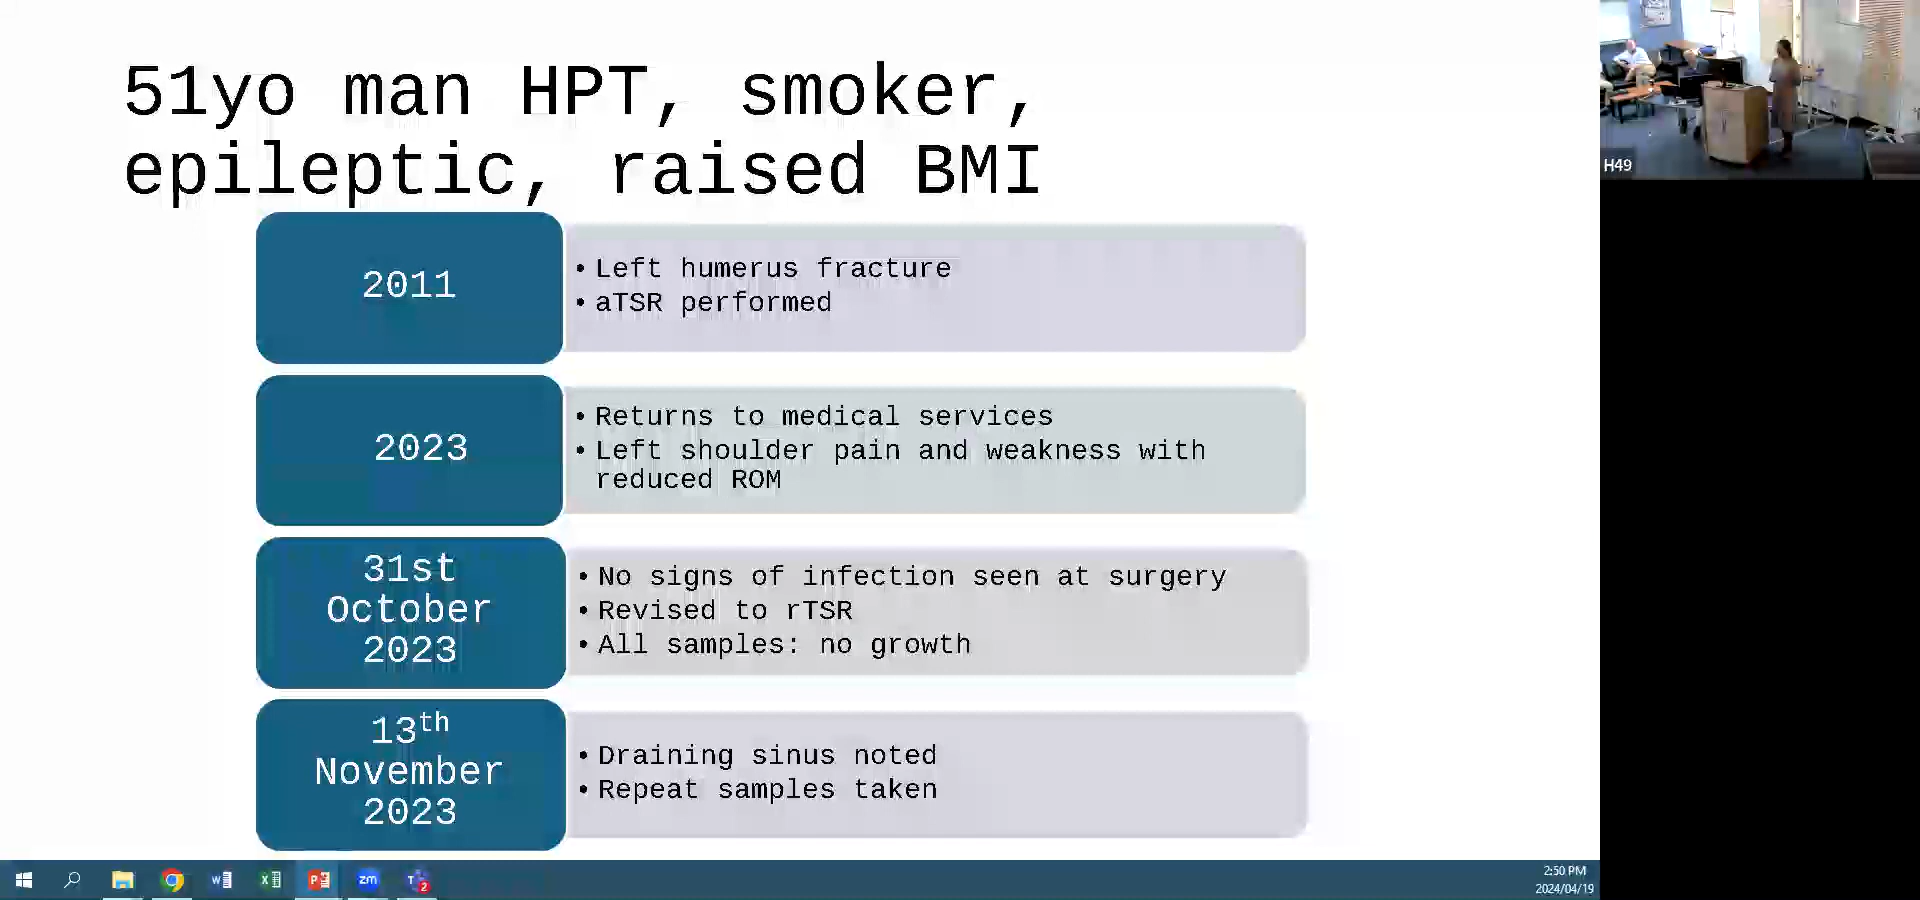 51yo man HPT, smoker,
epileptic, raised BMI
2011
• Left humerus fracture
• aTSR performed
2023
• Returns to medical services
• Left shoulder pain and weakness with
reduced ROM
31st
October
2023
• No signs of infection seen at surgery
• Revised to rTSR
• All samples: no growth
13th
November
2023
• Draining sinus noted
• Repeat samples taken
H49
zm
2
2:50 PM
2024/04/19